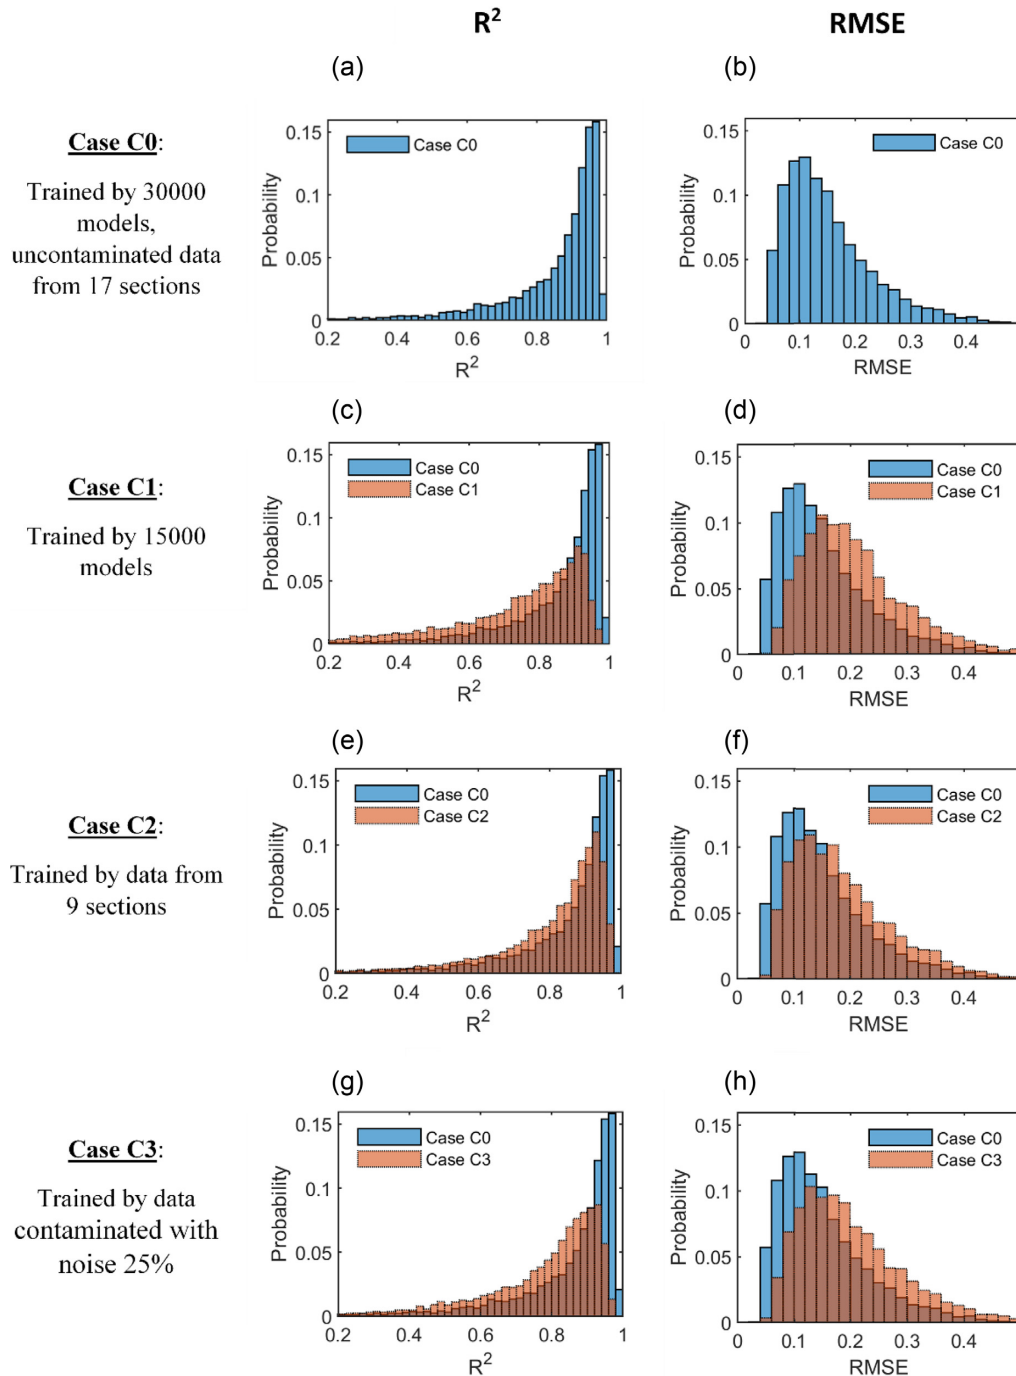 R²
RMSE
(a)
(b)
Case C0:
Trained by 30000
models,
uncontaminated data
from 17 sections
0.15
0.1
0.05
0
Probability
Case C0
0.2
0.4
0.6
0.8
1
R²
0.15
0.1
0.05
0
Probability
Case C0
0.1
0.2
0.3
0.4
RMSE
(c)
(d)
Case C1:
Trained by 15000
models
0.15
0.1
0.05
0
Probability
Case C0
Case C1
0.2
0.4
0.6
0.8
1
R²
0.15
0.1
0.05
0
Probability
Case C0
Case C1
0
0.1
0.2
0.3
0.4
RMSE
(e)
(f)
Case C2:
Trained by data from
9 sections
0.15
0.1
0.05
0
Probability
Case C0
Case C2
0.2
0.4
0.6
0.8
1
R²
0.15
0.1
0.05
0
Probability
Case C0
Case C2
0
0.1
0.2
0.3
0.4
RMSE
(g)
(h)
Case C3:
Trained by data
contaminated with
noise 25%
0.15
0.1
0.05
0
Probability
Case C0
Case C3
0.2
0.4
0.6
0.8
1
R²
0.15
0.1
0.05
0
Probability
Case C0
Case C3
0
0.1
0.2
0.3
0.4
RMSE